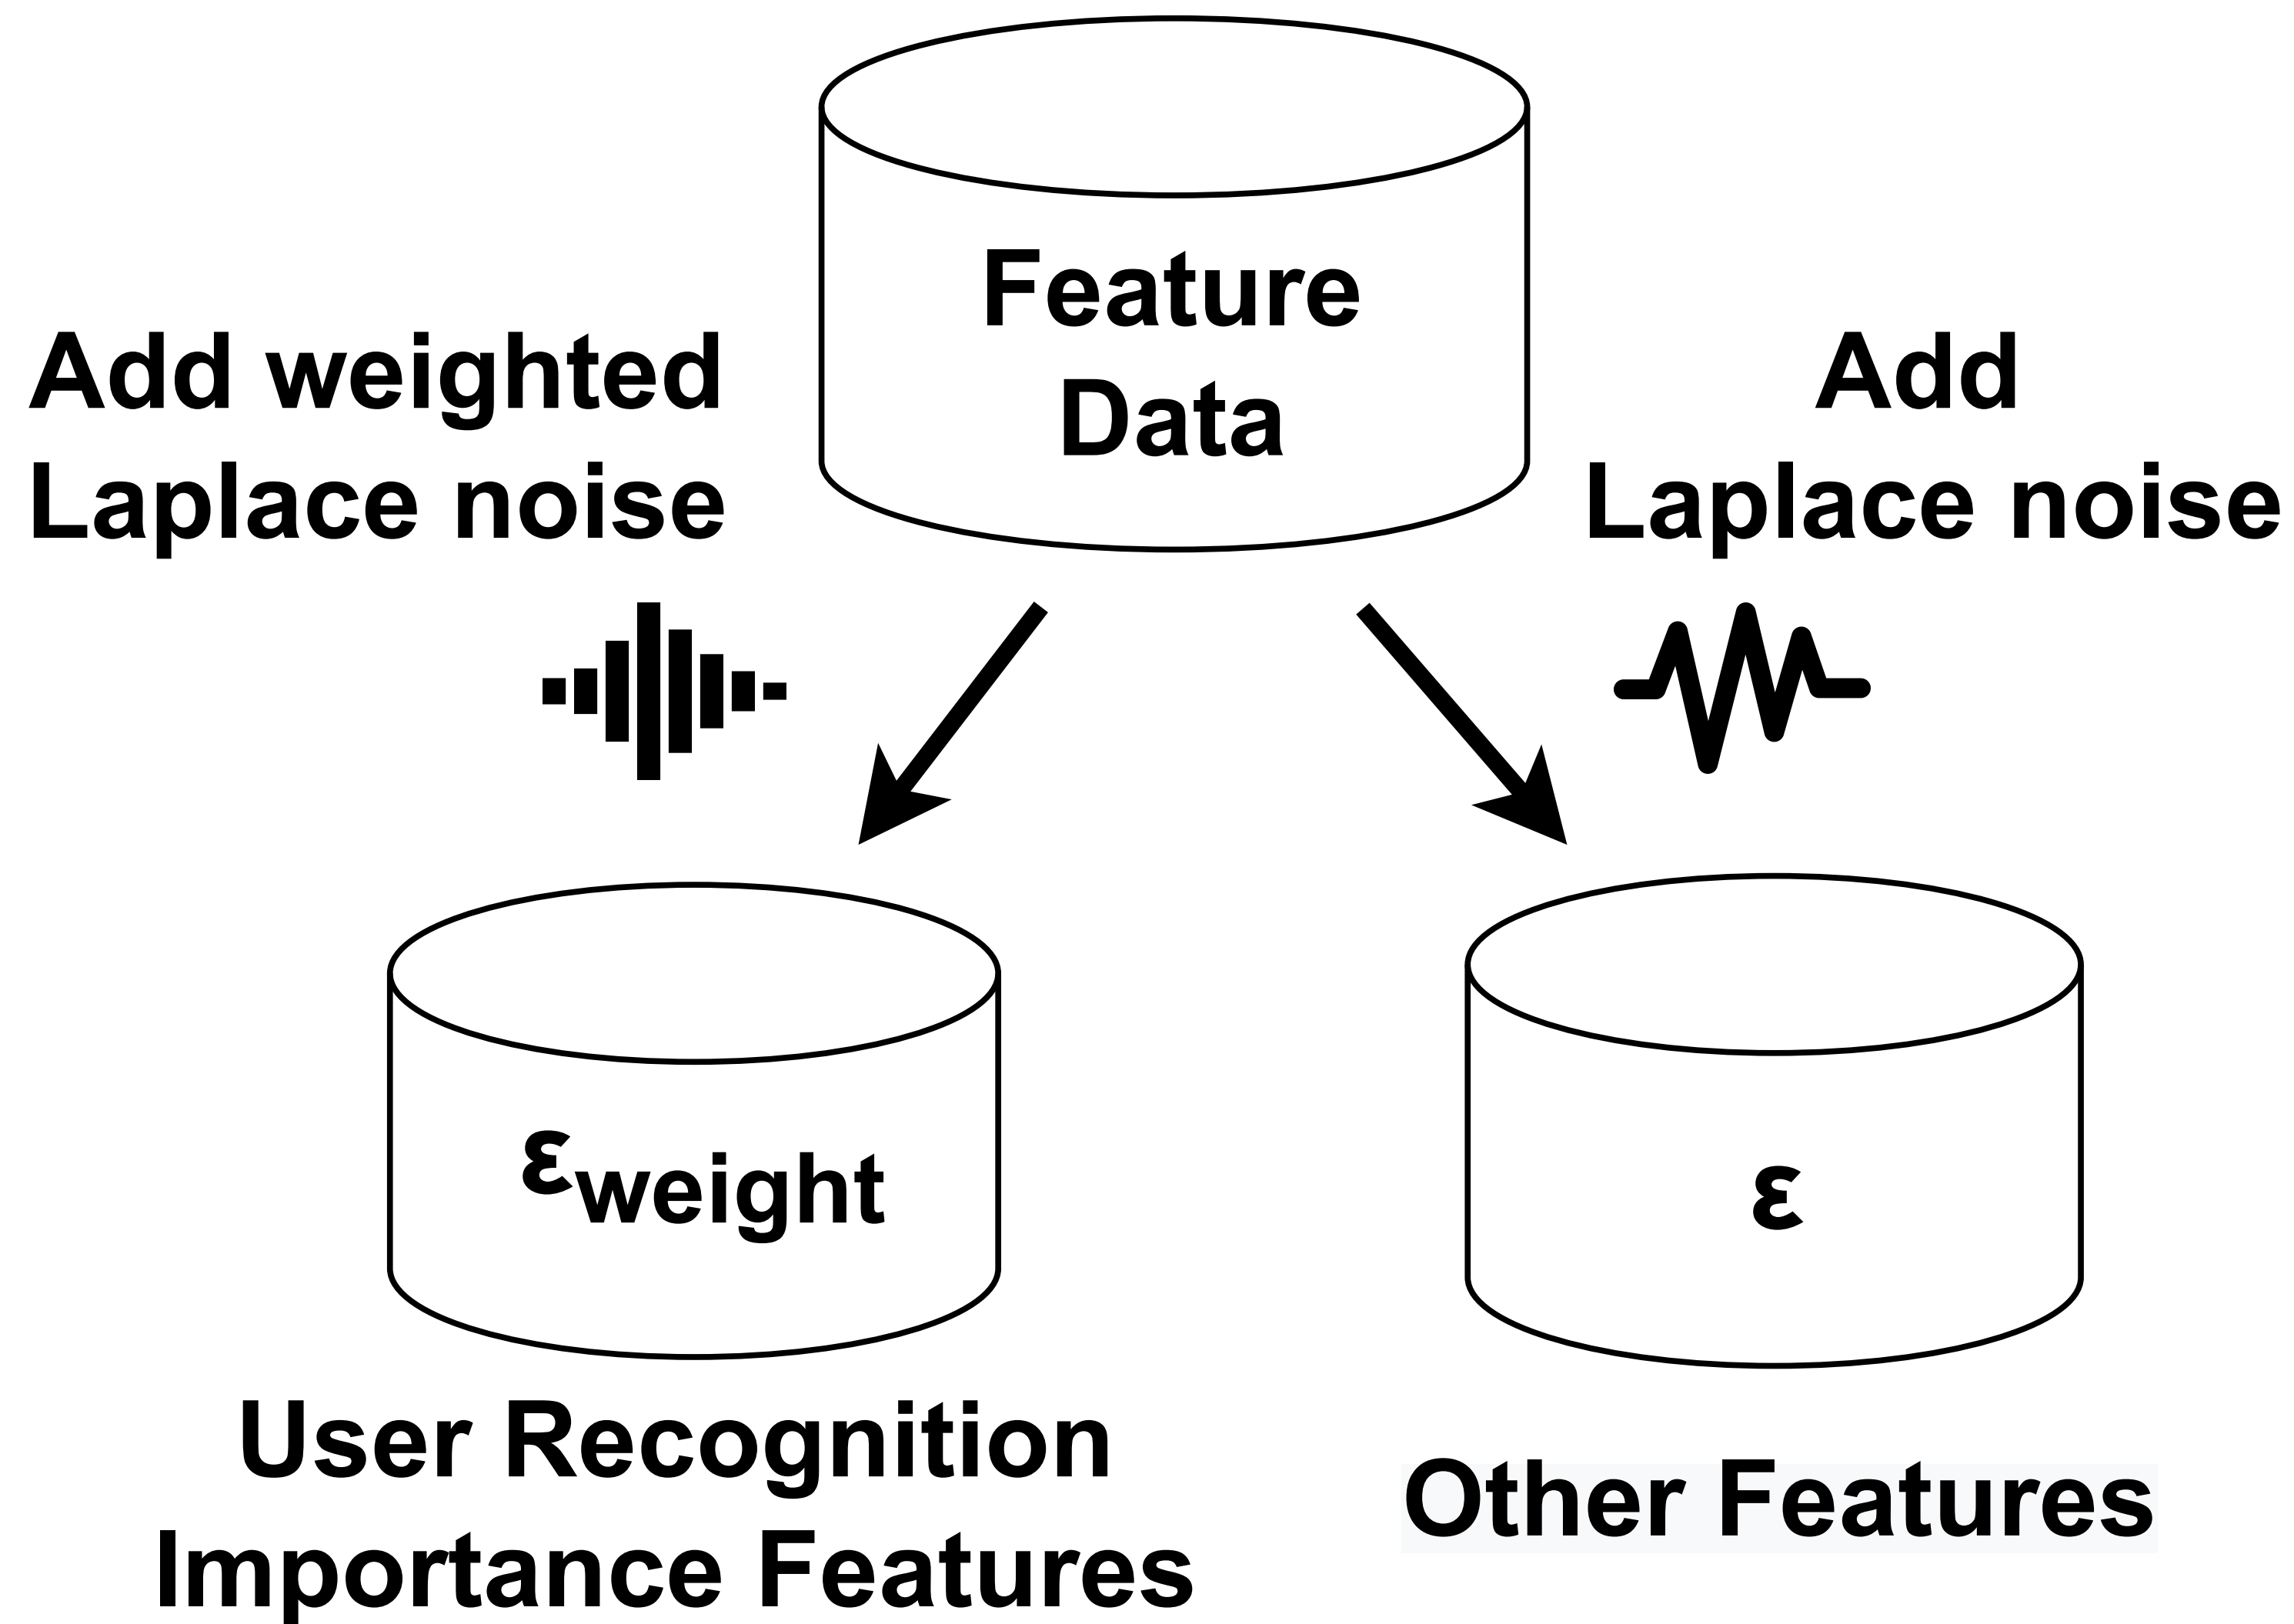 Feature
Data
Add weighted
Laplace noise
Add
Laplace noise
εweight
ε
User Recognition
Importance Features
Other Features